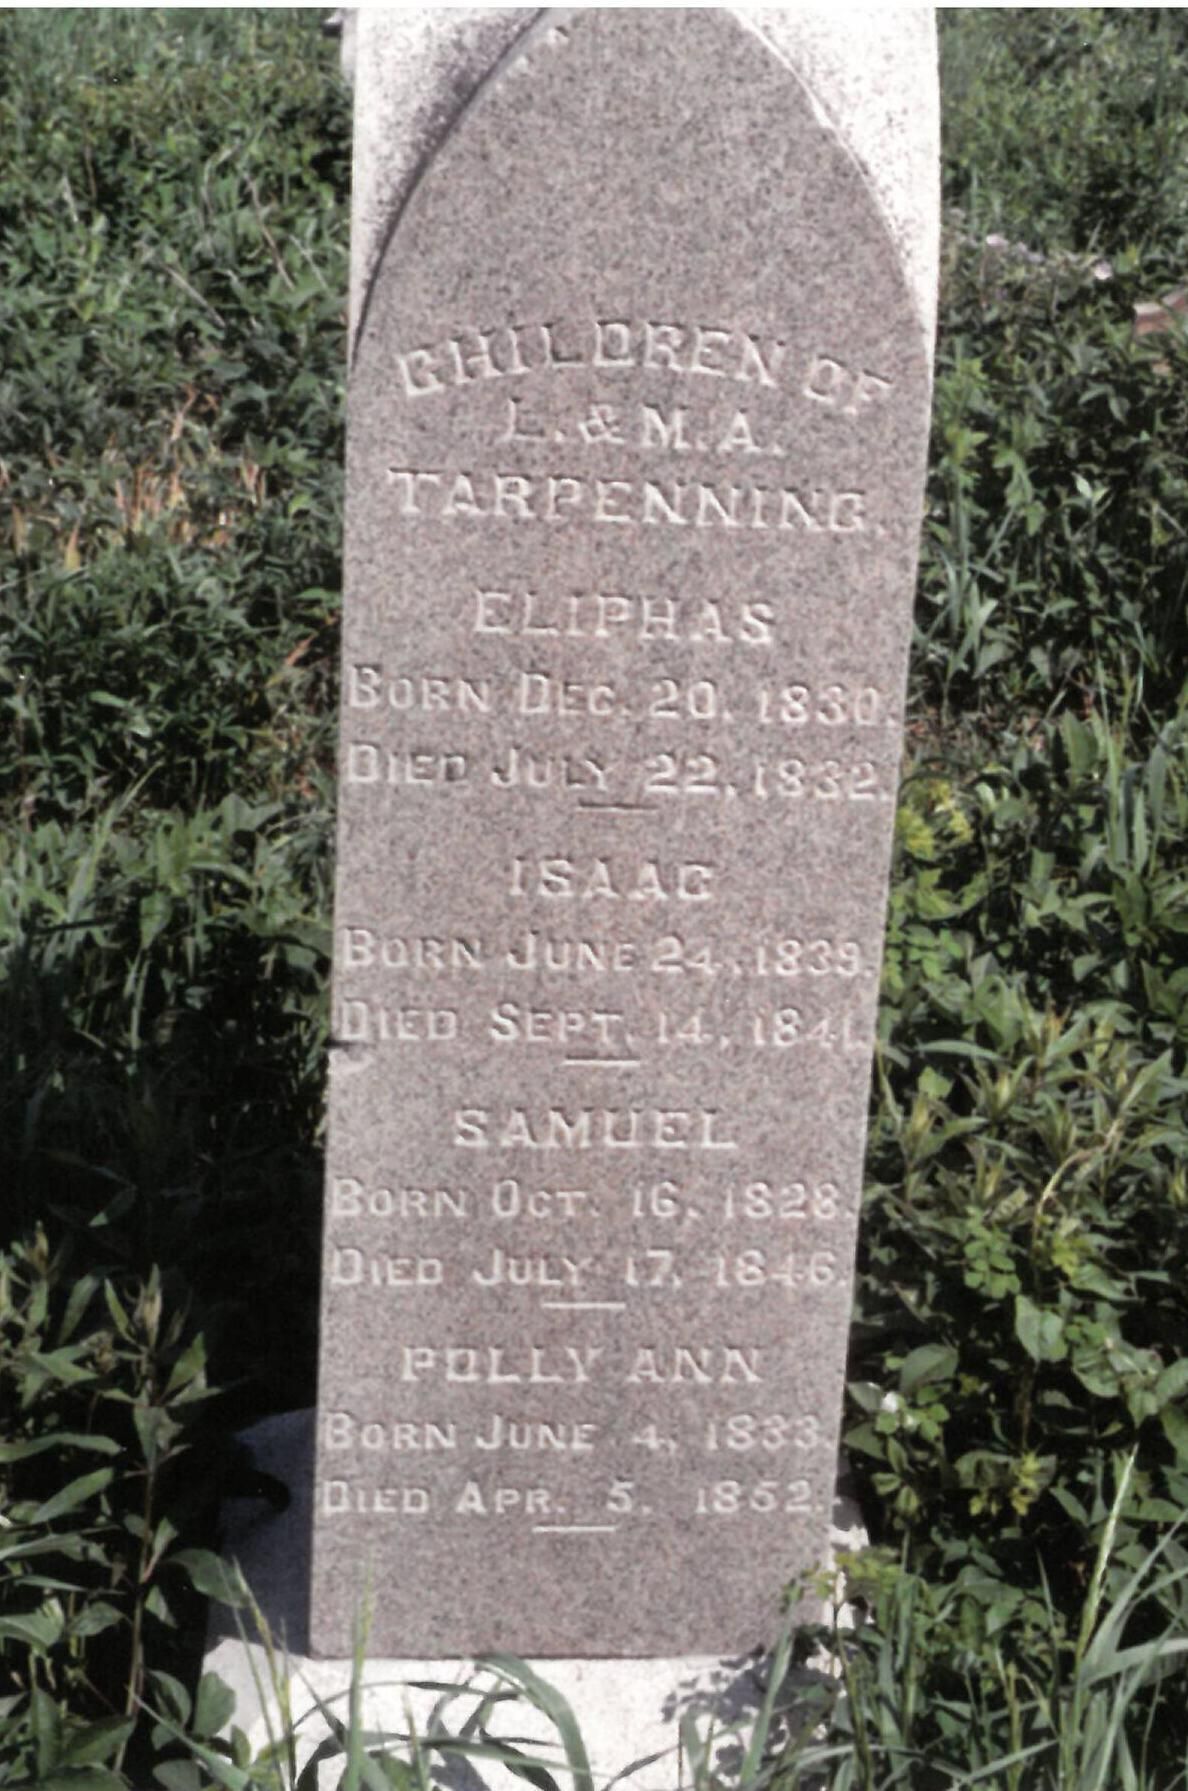 CHILDREN OF
L. & M. A.
TARPENNING.
ELIPHAS
BORN DEC. 20, 1830.
DIED JULY 22, 1832.
ISAAC
BORN JUNE 24, 1839.
DIED SEPT. 14, 1841.
SAMUEL
BORN OCT. 16, 1828.
DIED JULY 17, 1846.
POLLY ANN
BORN JUNE 4, 1833.
DIED APR. 5, 1852.